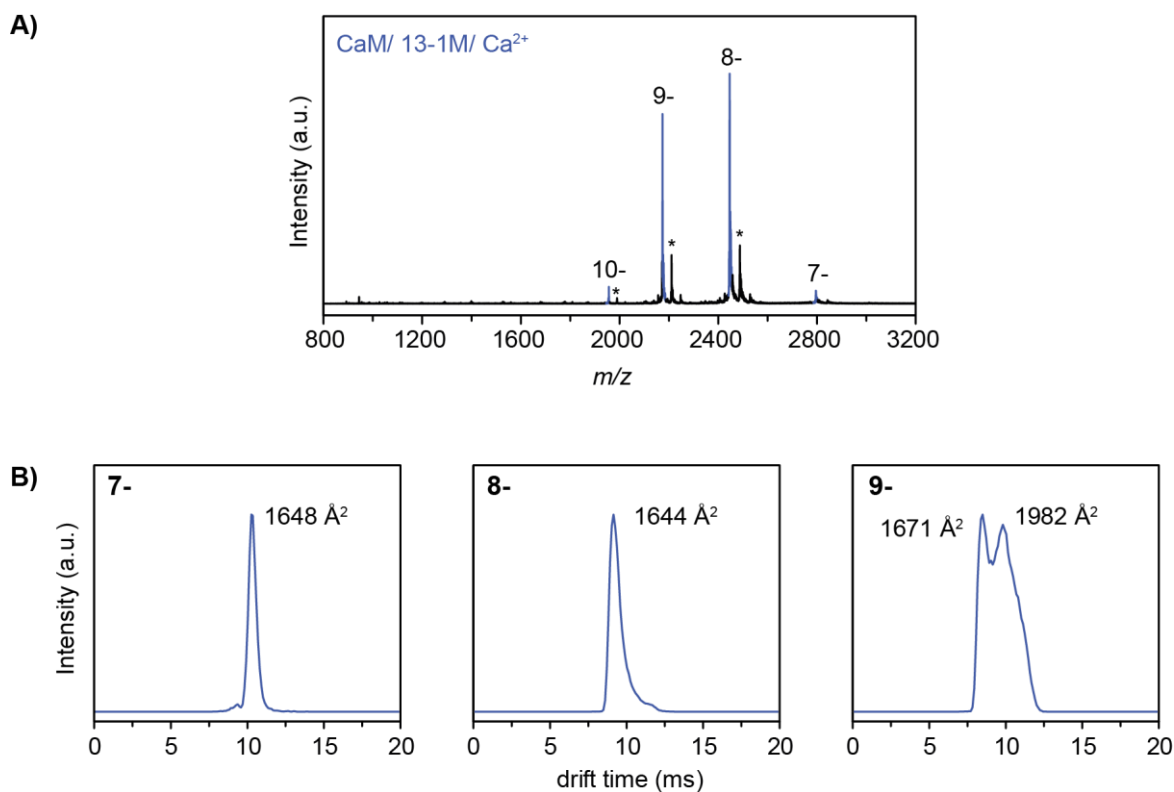 A)
CaM/ 13-1M/ Ca²⁺
8-
9-
*
*
10-
*
7-
Intensity (a.u.)
800 1200 1600 2000 2400 2800 3200
m/z
B)
7-
1648 Å²
8-
1644 Å²
9-
1671 Å²
1982 Å²
Intensity (a.u.)
0 5 10 15 20
0 5 10 15 20
0 5 10 15 20
drift time (ms)